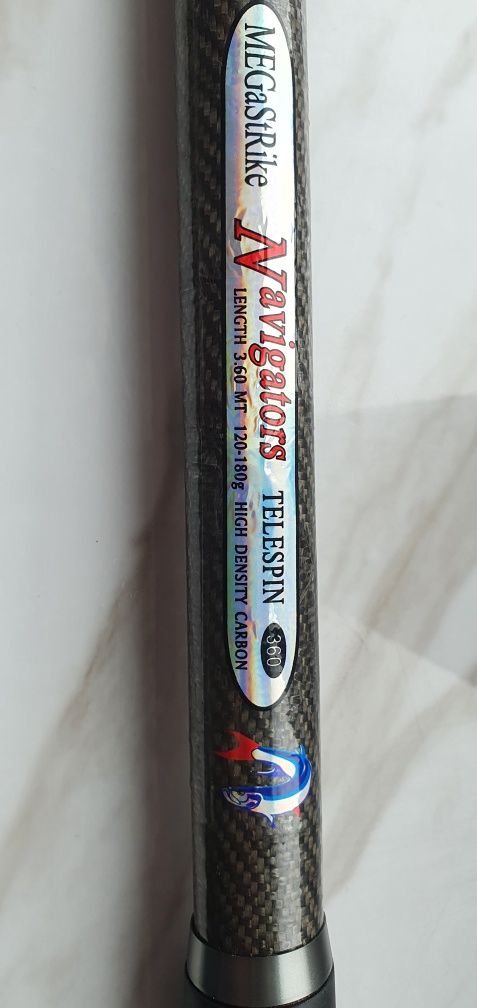 MEGaStRike Navigators TELESPIN 360
LENGTH 3.60 MT 120-180g HIGH DENSITY CARBON